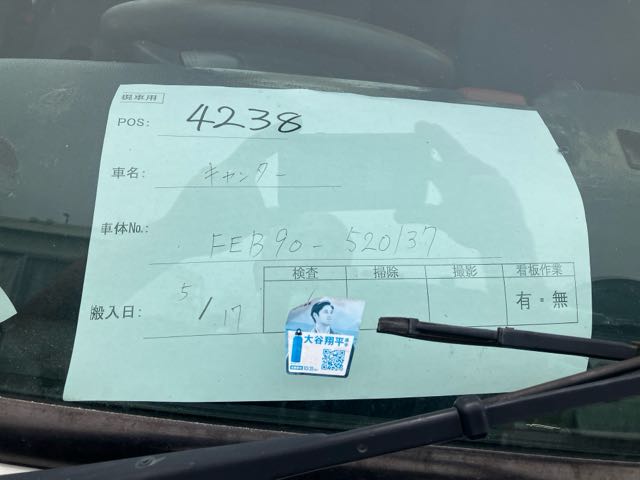 現車用
POS: 4238
車名: キャンター
車体No.: FEB90-520137
搬入日: 5/17
検査 掃除 撮影 看板作業
有・無
大谷翔平